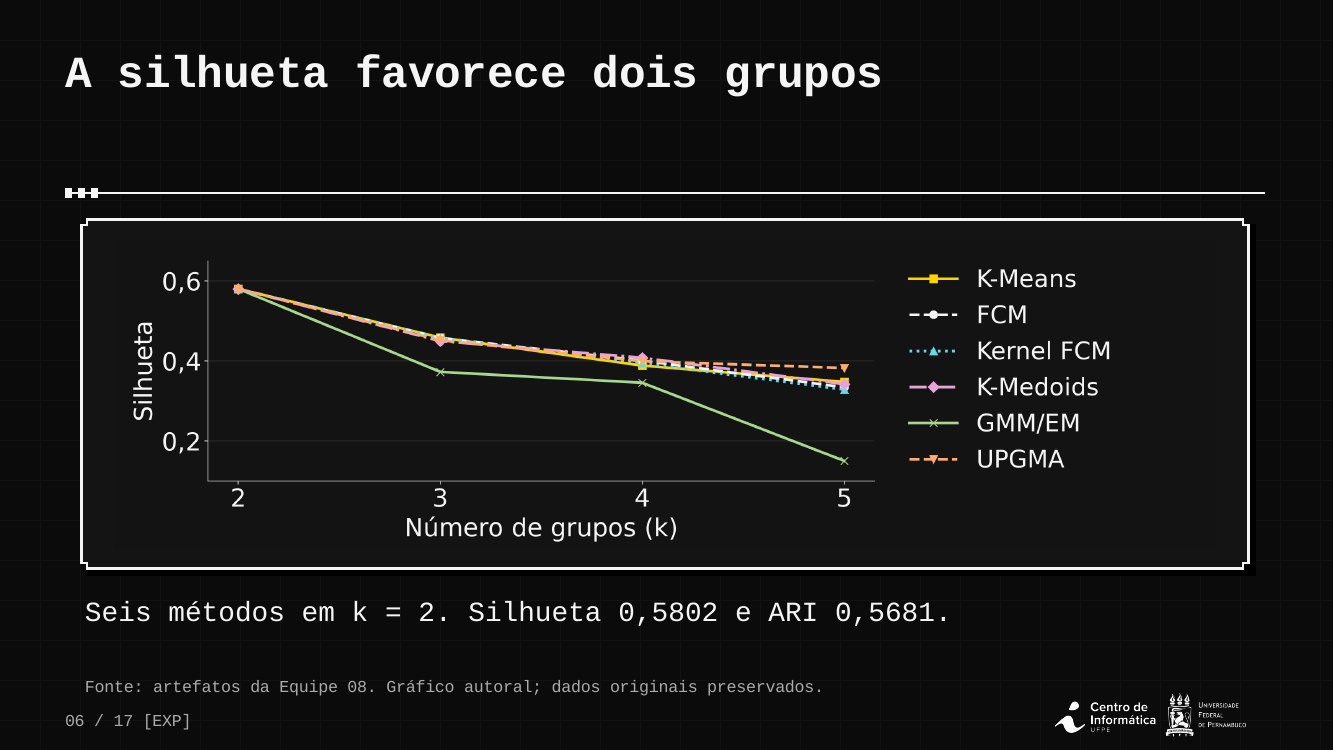 A silhueta favorece dois grupos
0,6
0,4
0,2
Silhueta
2 3 4 5
Número de grupos (k)
K-Means
FCM
Kernel FCM
K-Medoids
GMM/EM
UPGMA
Seis métodos em k = 2. Silhueta 0,5802 e ARI 0,5681.
Fonte: artefatos da Equipe 08. Gráfico autoral; dados originais preservados.
06 / 17 [EXP]
Centro de
Informática
UFPE
Universidade
Federal
de Pernambuco